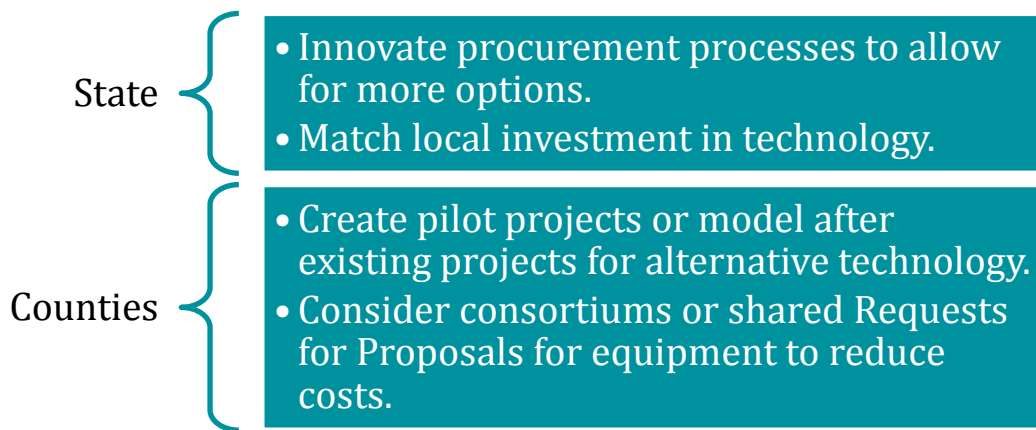 State
• Innovate procurement processes to allow
for more options.
• Match local investment in technology.
Counties
• Create pilot projects or model after
existing projects for alternative technology.
• Consider consortiums or shared Requests
for Proposals for equipment to reduce
costs.